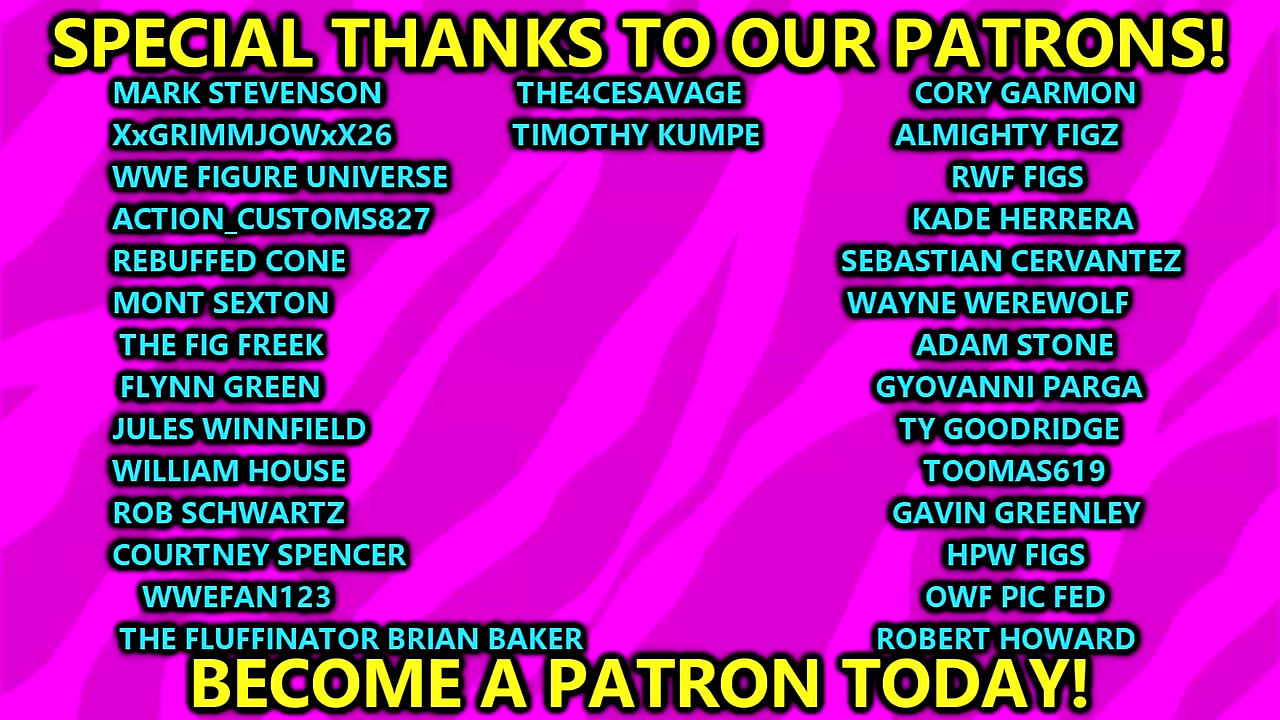 SPECIAL THANKS TO OUR PATRONS!
MARK STEVENSON THE4CESAVAGE CORY GARMON
XxGRIMMJOWxX26 TIMOTHY KUMPE ALMIGHTY FIGZ
WWE FIGURE UNIVERSE RWF FIGS
ACTION_CUSTOMS827 KADE HERRERA
REBUFFED CONE SEBASTIAN CERVANTEZ
MONT SEXTON WAYNE WEREWOLF
THE FIG FREEK ADAM STONE
FLYNN GREEN GYOVANNI PARGA
JULES WINNFIELD TY GOODRIDGE
WILLIAM HOUSE TOOMAS619
ROB SCHWARTZ GAVIN GREENLEY
COURTNEY SPENCER HPW FIGS
WWEFAN123 OWF PIC FED
THE FLUFFINATOR BRIAN BAKER ROBERT HOWARD
BECOME A PATRON TODAY!